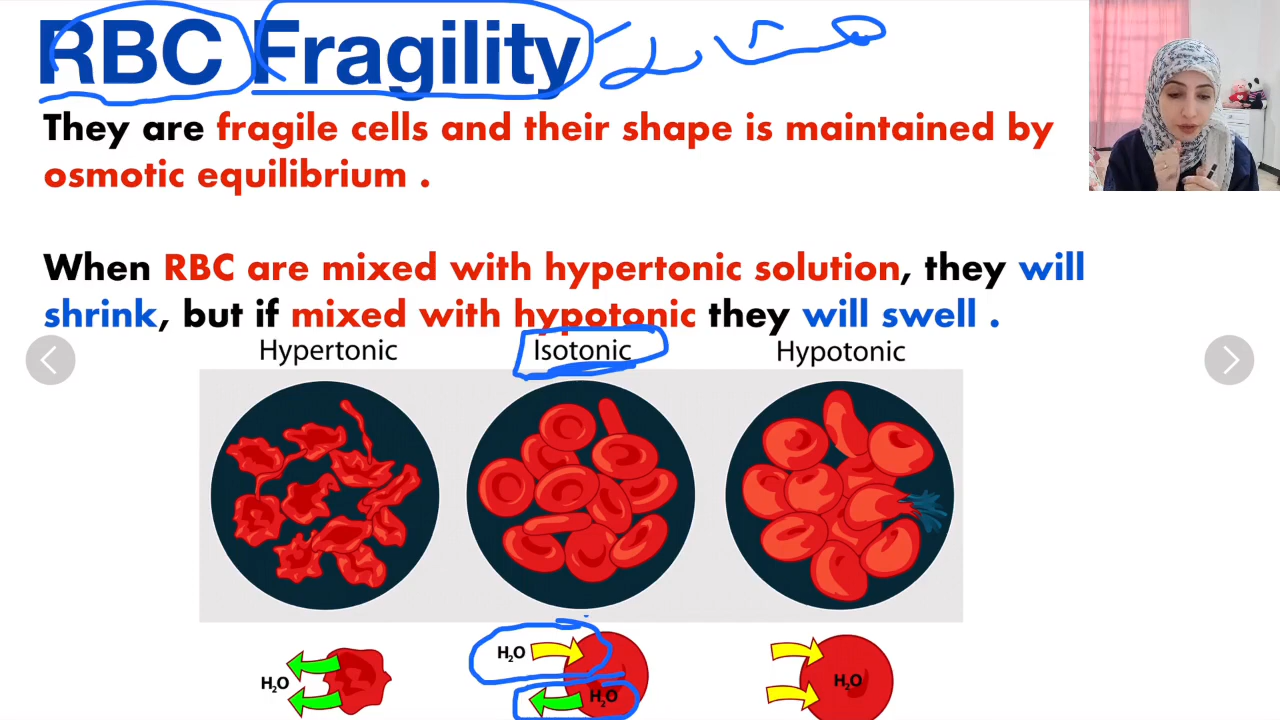 RBC Fragility
They are fragile cells and their shape is maintained by
osmotic equilibrium .
When RBC are mixed with hypertonic solution, they will
shrink, but if mixed with hypotonic they will swell .
Hypertonic Isotonic Hypotonic
H₂O H₂O H₂O
H₂O